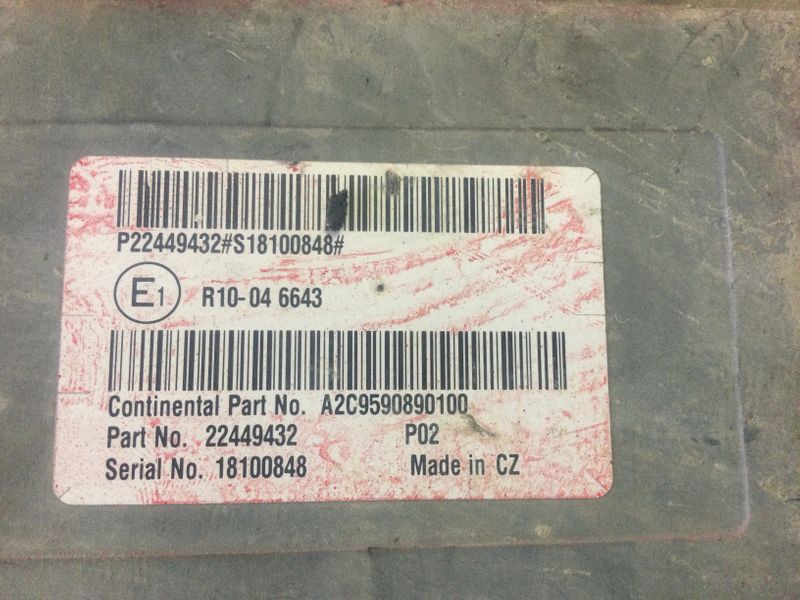 P22449432#S18100848#
E1 R10-04 6643
Continental Part No. A2C9590890100
Part No. 22449432 P02
Serial No. 18100848 Made in CZ